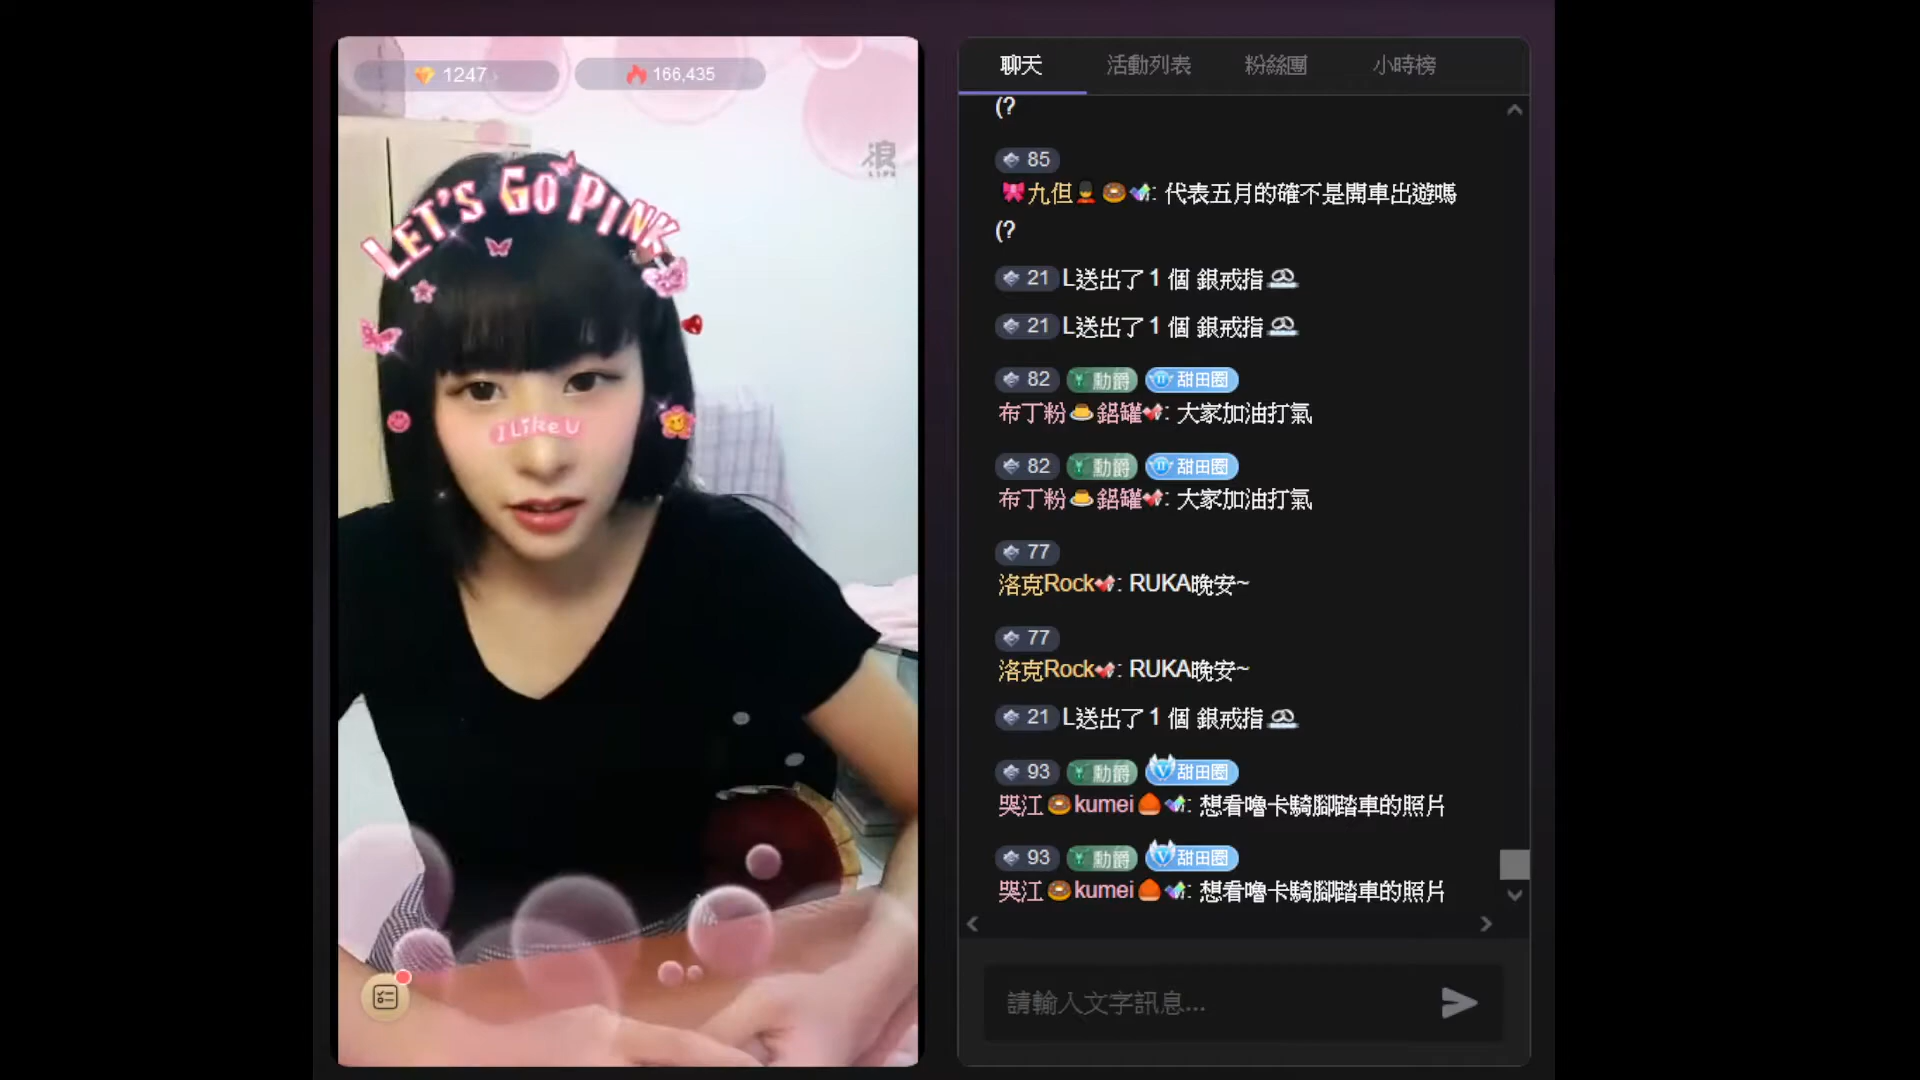 1247
166,435
浪
LIVE
LET'S GO PINK
I Like U
聊天
活動列表
粉絲團
小時榜
(?
85
九但: 代表五月的確不是開車出遊嗎
(?
21 L送出了 1 個 銀戒指
21 L送出了 1 個 銀戒指
82 勳爵 甜田圈
布丁粉鋁罐: 大家加油打氣
82 勳爵 甜田圈
布丁粉鋁罐: 大家加油打氣
77
洛克Rock: RUKA晚安~
77
洛克Rock: RUKA晚安~
21 L送出了 1 個 銀戒指
93 勳爵 V 甜田圈
哭江kumei: 想看嚕卡騎腳踏車的照片
93 勳爵 V 甜田圈
哭江kumei: 想看嚕卡騎腳踏車的照片
請輸入文字訊息...